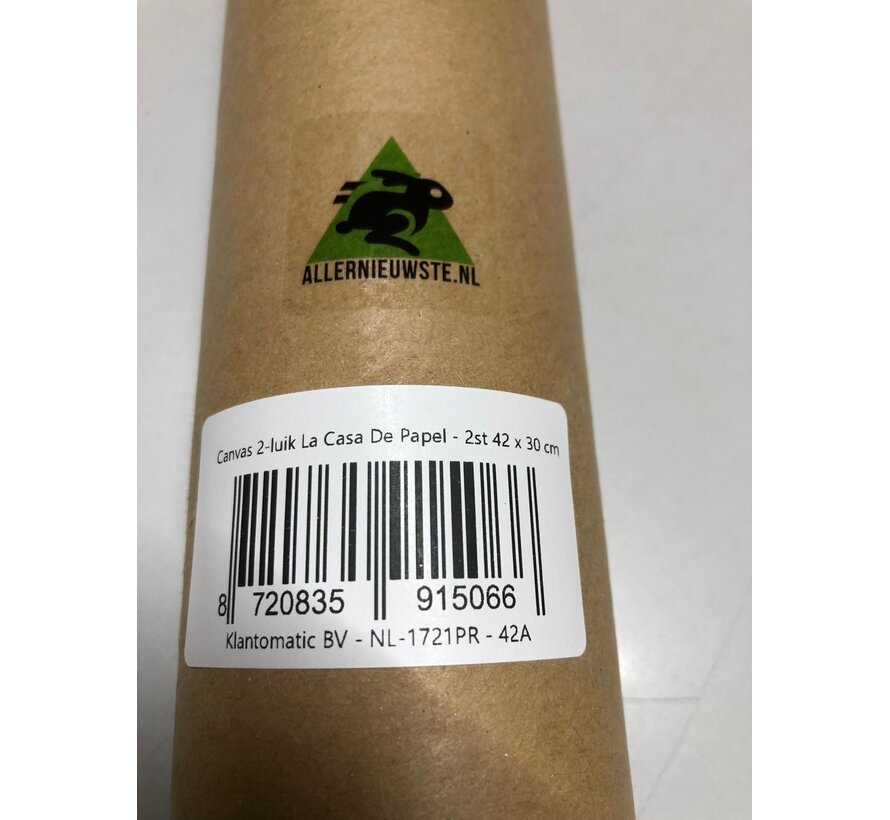 ALLERNIEUWSTE.NL
Canvas 2-luik La Casa De Papel - 2st 42 x 30 cm
8 720835 915066
Klantomatic BV - NL-1721PR - 42A